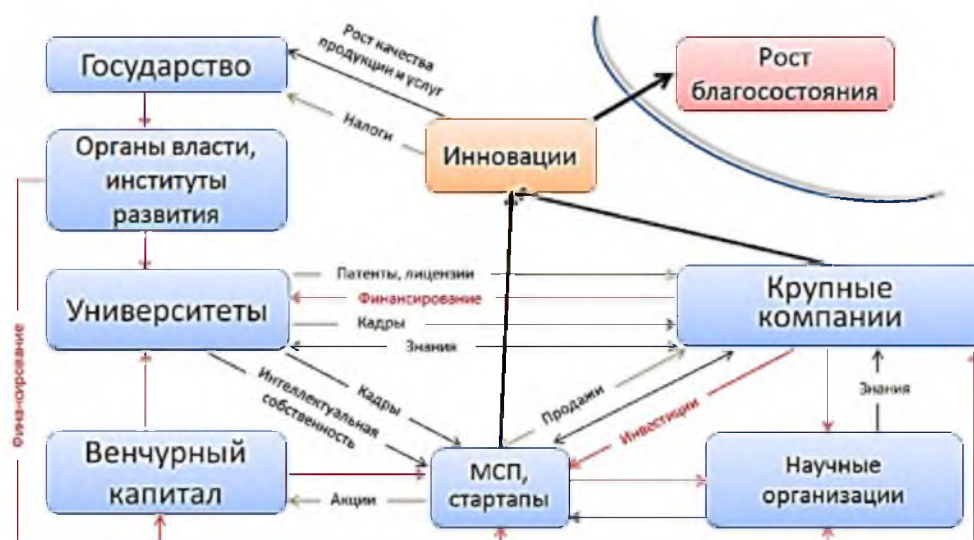 Государство
Рост качества
продукции и услуг
Рост
благосостояния
Налоги
Инновации
Органы власти,
институты
развития
Университеты
Патенты, лицензии
Финансирование
Кадры
Знания
Крупные
компании
Финансирование
Интеллектуальная
собственность
Кадры
Продажи
Инвестиции
Знания
Венчурный
капитал
Акции
МСП,
стартапы
Научные
организации